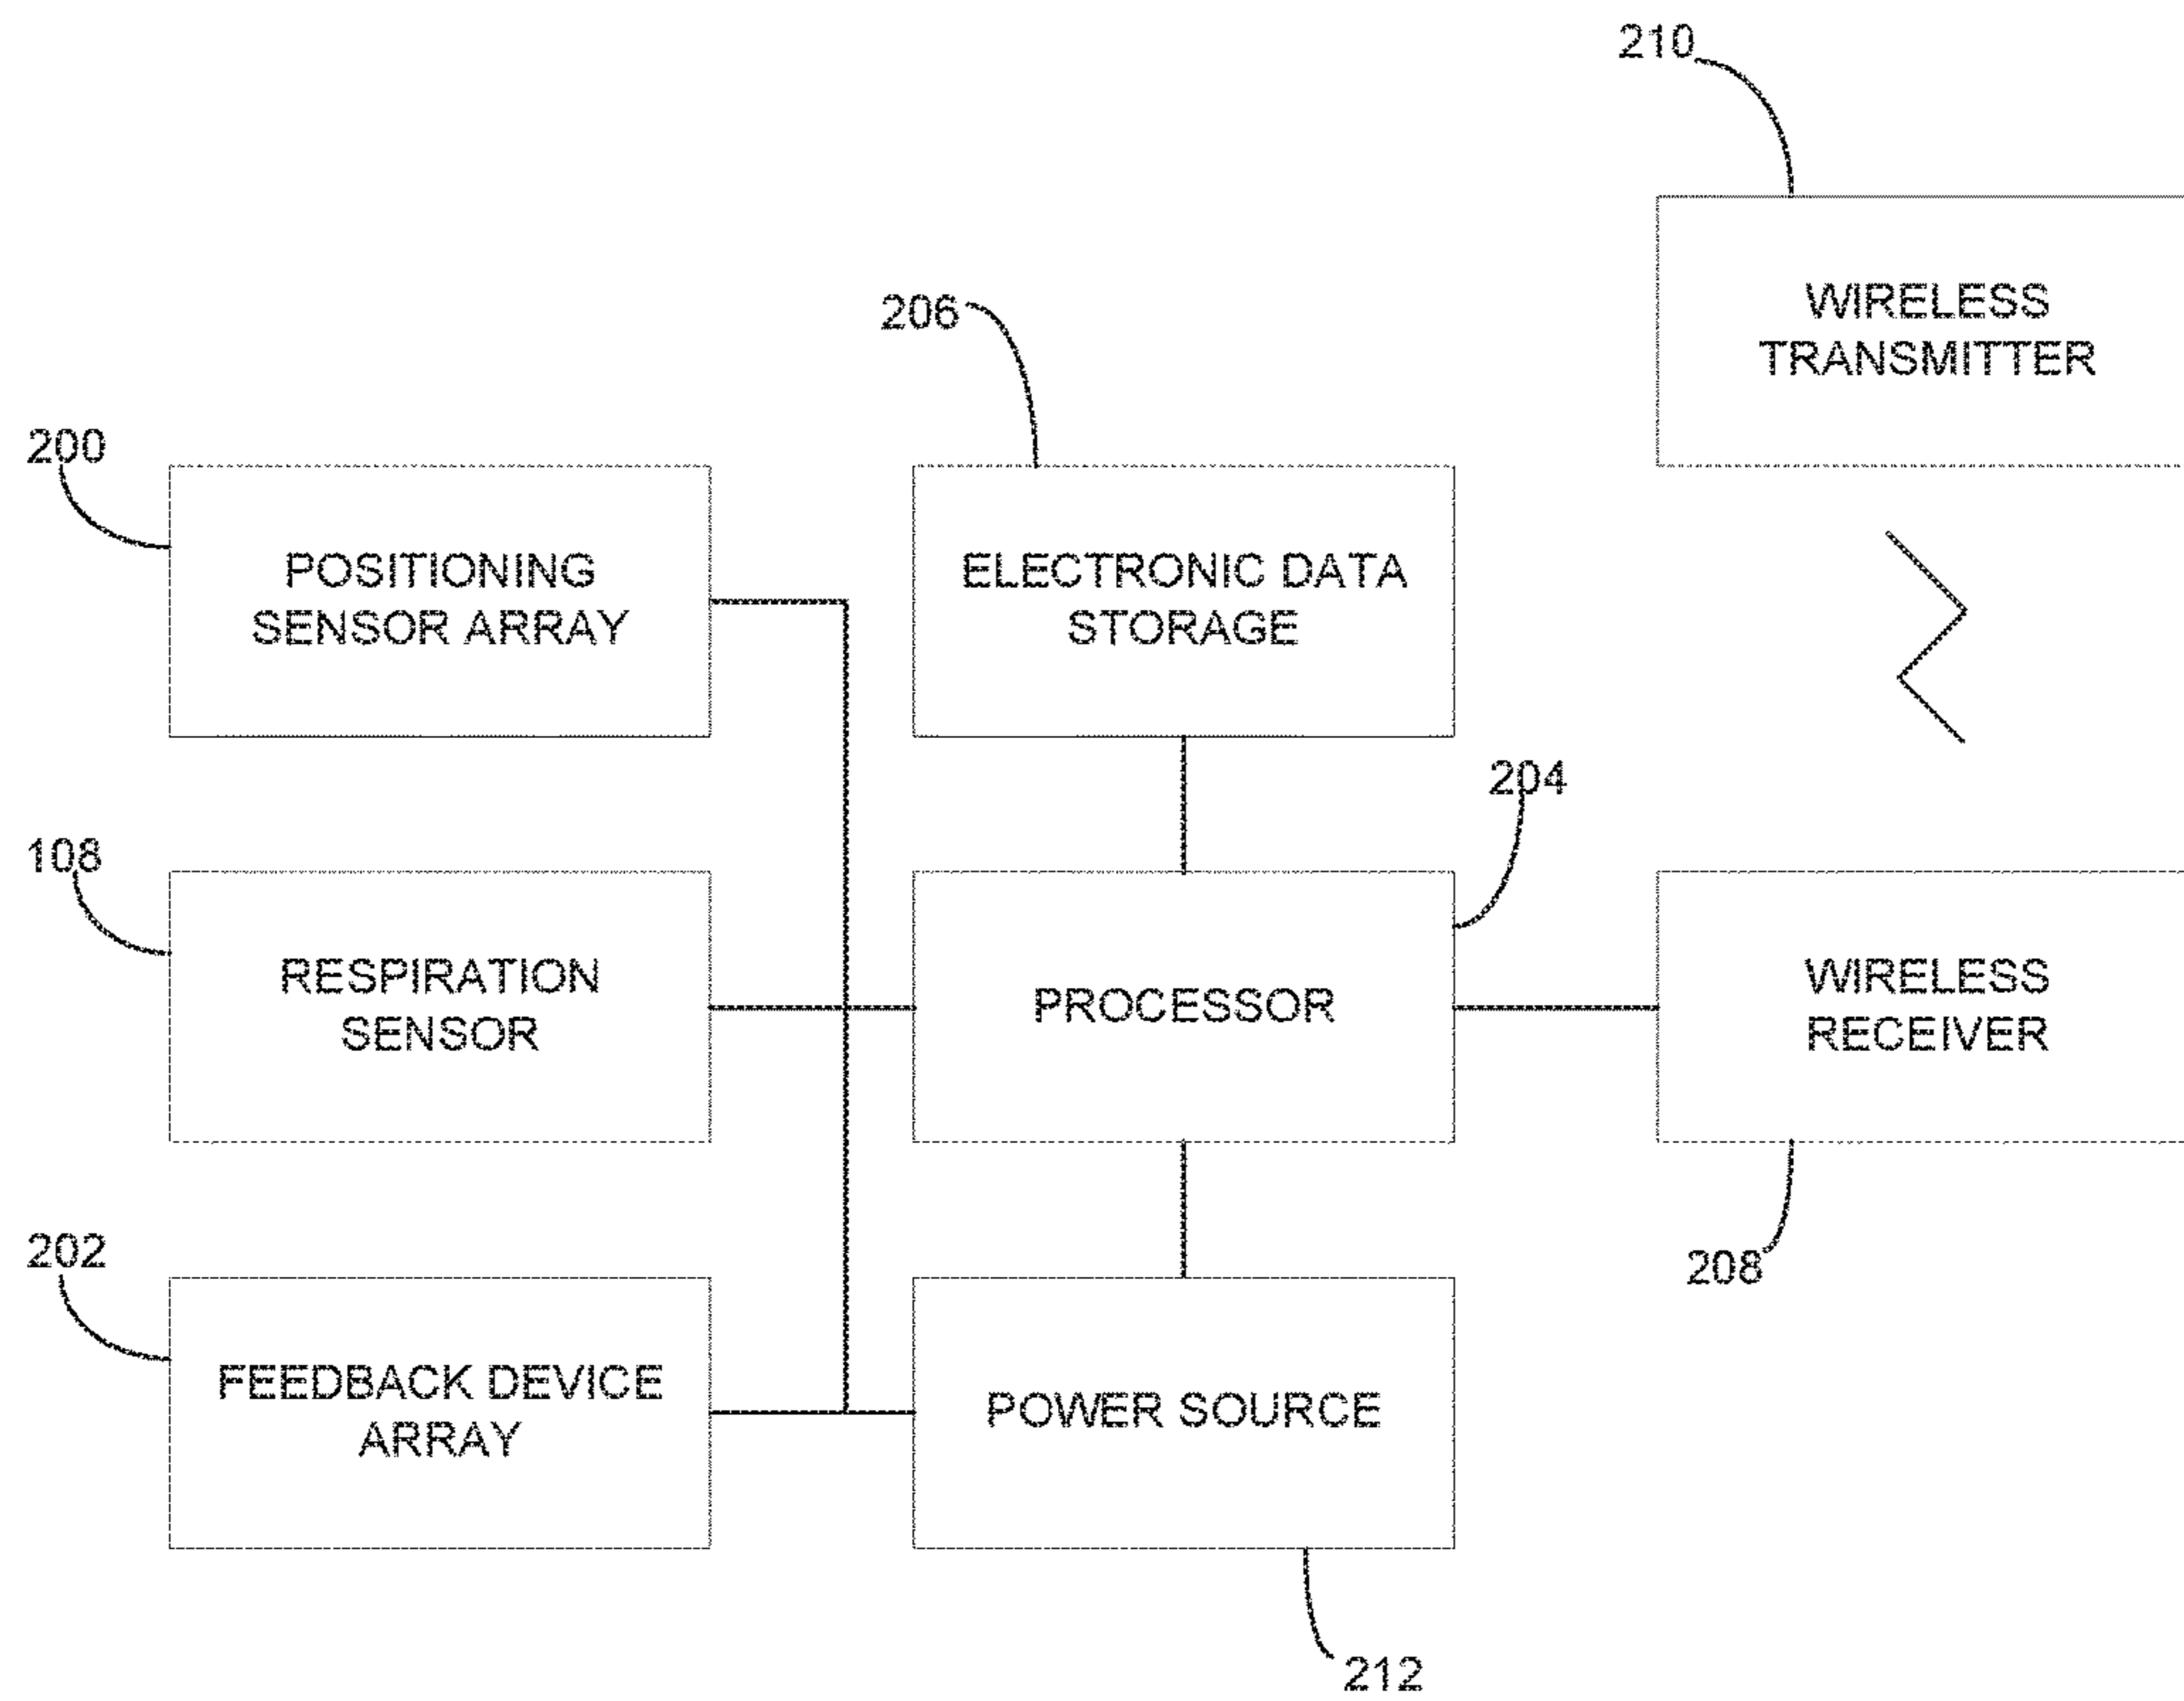 210
WIRELESS
TRANSMITTER
206
200
POSITIONING
SENSOR ARRAY
ELECTRONIC DATA
STORAGE
204
108
RESPIRATION
SENSOR
PROCESSOR
WIRELESS
RECEIVER
202
208
FEEDBACK DEVICE
ARRAY
POWER SOURCE
212